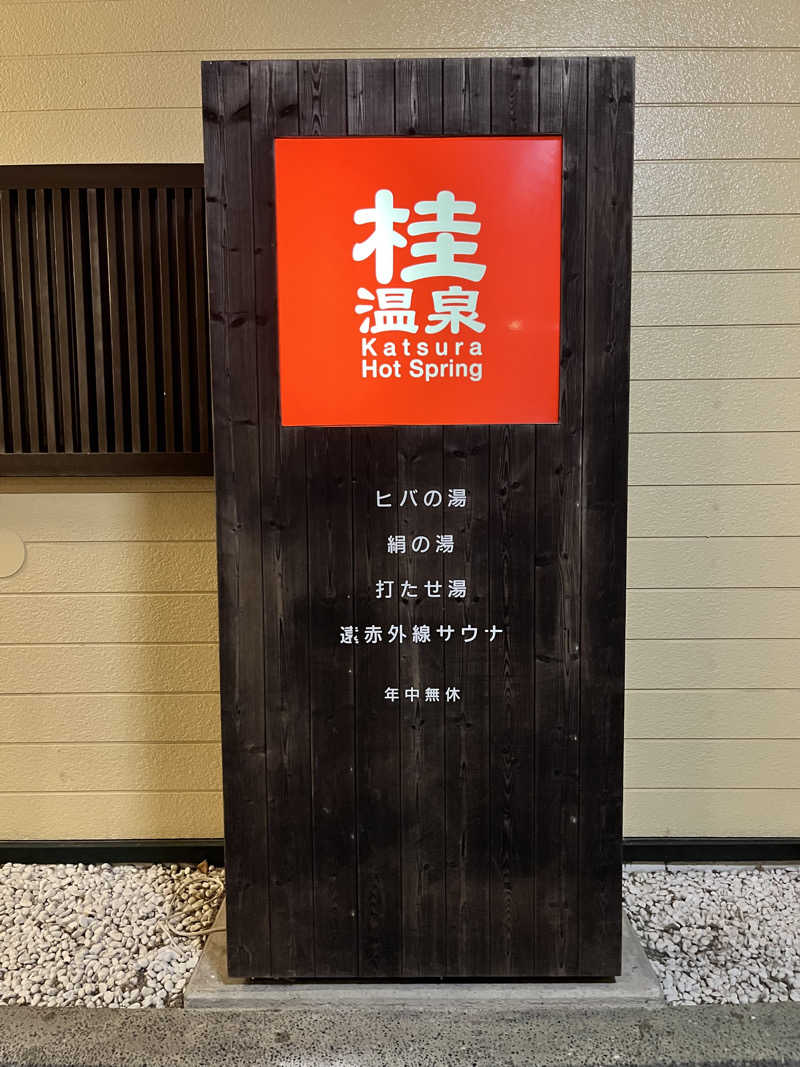 桂
温泉
Katsura
Hot Spring
ヒバの湯
絹の湯
打たせ湯
遠赤外線サウナ
年中無休